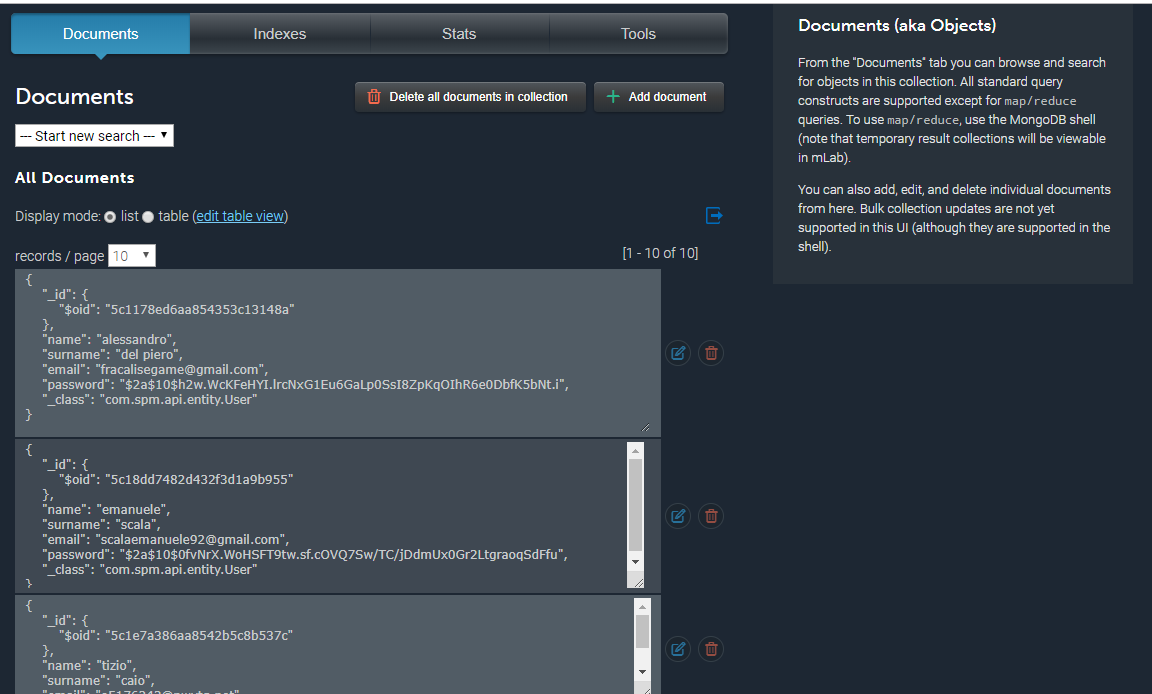 Documents
Indexes
Stats
Tools
Documents
Delete all documents in collection
Add document
--- Start new search ---
All Documents
Display mode: list table (edit table view)
records / page 10
[1 - 10 of 10]
{
"_id": {
"$oid": "5c1178ed6aa854353c13148a"
},
"name": "alessandro",
"surname": "del piero",
"email": "fracalisegame@gmail.com",
"password": "$2a$10$h2w.WcKFeHYI.lrcNxG1Eu6GaLp0SsI8ZpKqOIhR6e0DbfK5bNt.i",
"_class": "com.spm.api.entity.User"
}
{
"_id": {
"$oid": "5c18dd7482d432f3d1a9b955"
},
"name": "emanuele",
"surname": "scala",
"email": "scalaemanuele92@gmail.com",
"password": "$2a$10$0fvNrX.WoHSFT9tw.sf.cOVQ7Sw/TC/jDdmUx0Gr2LtgraoqSdFfu",
"_class": "com.spm.api.entity.User"
}
{
"_id": {
"$oid": "5c1e7a386aa8542b5c8b537c"
},
"name": "tizio",
"surname": "caio",
Documents (aka Objects)
From the "Documents" tab you can browse and search
for objects in this collection. All standard query
constructs are supported except for map/reduce
queries. To use map/reduce, use the MongoDB shell
(note that temporary result collections will be viewable
in mLab).
You can also add, edit, and delete individual documents
from here. Bulk collection updates are not yet
supported in this UI (although they are supported in the
shell).